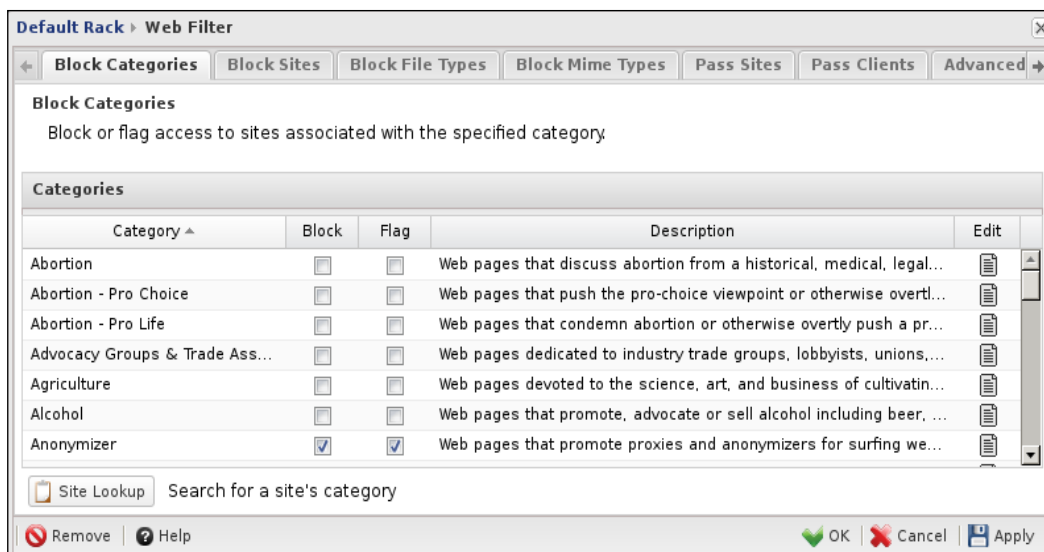 Default Rack Web Filter
Block Categories Block Sites Block File Types Block Mime Types Pass Sites Pass Clients Advanced
Block Categories
Block or flag access to sites associated with the specified category.
Categories
Category Block Flag Description Edit
Abortion Web pages that discuss abortion from a historical, medical, legal...
Abortion - Pro Choice Web pages that push the pro-choice viewpoint or otherwise overtl...
Abortion - Pro Life Web pages that condemn abortion or otherwise overtly push a pr...
Advocacy Groups & Trade Ass... Web pages dedicated to industry trade groups, lobbyists, unions,...
Agriculture Web pages devoted to the science, art, and business of cultivatin...
Alcohol Web pages that promote, advocate or sell alcohol including beer, ...
Anonymizer Web pages that promote proxies and anonymizers for surfing we...
Site Lookup Search for a site's category
Remove Help OK Cancel Apply